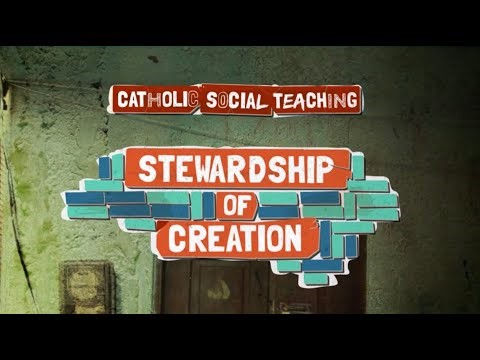 CATHOLIC SOCIAL TEACHING
STEWARDSHIP
OF
CREATION